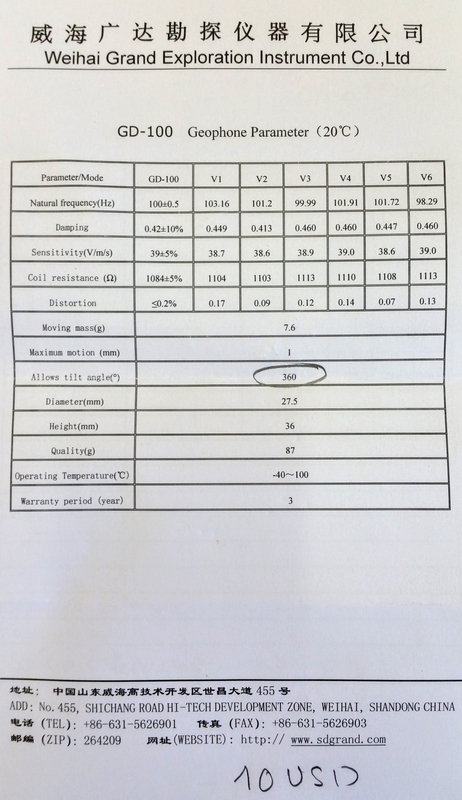 威海广达勘探仪器有限公司
Weihai Grand Exploration Instrument Co.,Ltd
GD-100 Geophone Parameter (20℃)
Parameter/Mode GD-100 V1 V2 V3 V4 V5 V6
Natural frequency(Hz) 100±0.5 103.16 101.2 99.99 101.91 101.72 98.29
Damping 0.42±10% 0.449 0.413 0.460 0.460 0.447 0.460
Sensitivity(V/m/s) 39±5% 38.7 38.6 38.9 39.0 38.6 39.0
Coil resistance (Ω) 1084±5% 1104 1103 1113 1110 1108 1113
Distortion ≤0.2% 0.17 0.09 0.12 0.14 0.07 0.13
Moving mass(g) 7.6
Maximum motion (mm) 1
Allows tilt angle(°) 360
Diameter(mm) 27.5
Height(mm) 36
Quality(g) 87
Operating Temperature(℃) -40～100
Warranty period (year) 3
地址: 中国山东威海高技术开发区世昌大道 455 号
ADD: No. 455, SHICHANG ROAD HI-TECH DEVELOPMENT ZONE, WEIHAI, SHANDONG CHINA
电话 (TEL): +86-631-5626901 传真 (FAX): +86-631-5626903
邮编 (ZIP): 264209 网址(WEBSITE): http:// www.sdgrand.com
10 USD